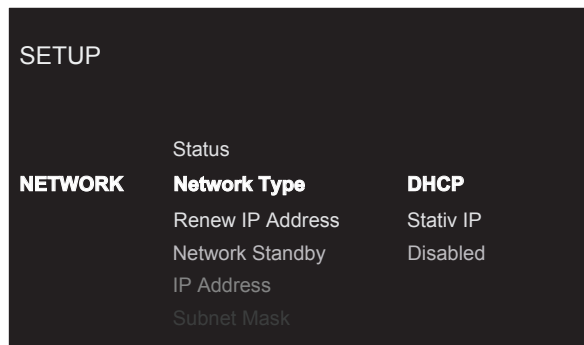 SETUP
Status
NETWORK Network Type DHCP
Renew IP Address Stativ IP
Network Standby Disabled
IP Address
Subnet Mask